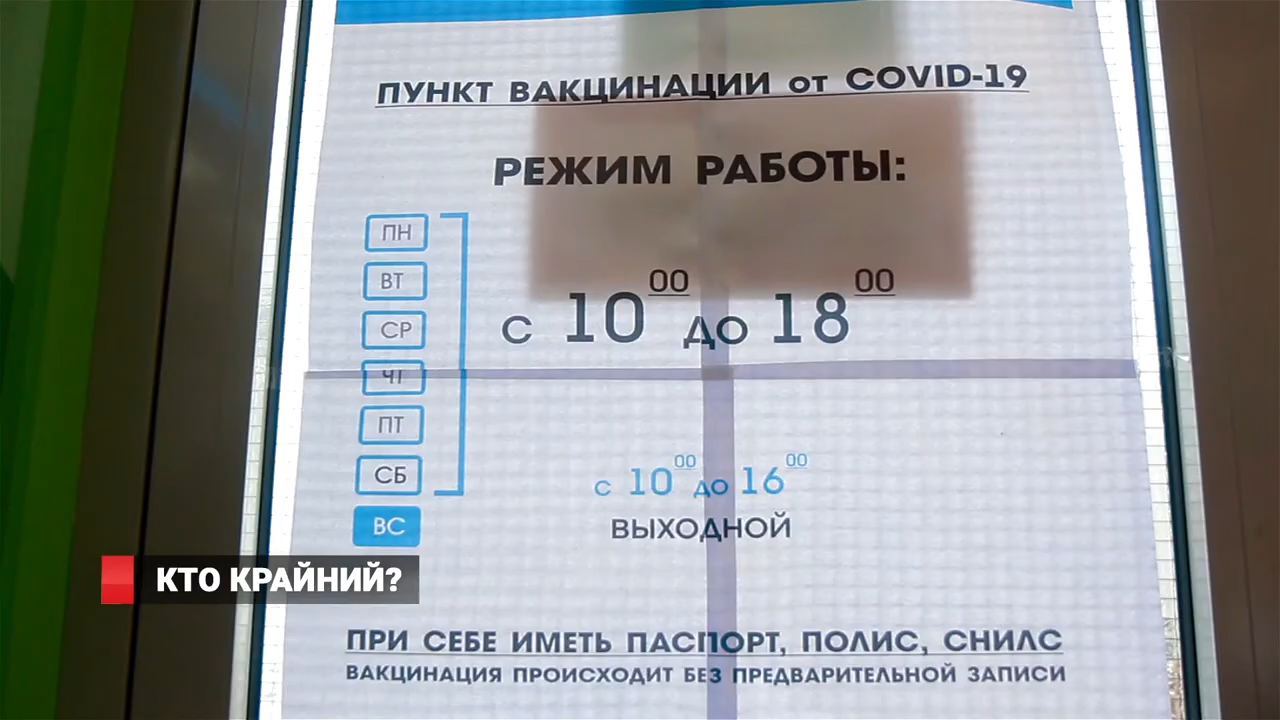 ПУНКТ ВАКЦИНАЦИИ от COVID-19
РЕЖИМ РАБОТЫ:
ПН
ВТ
СР
ЧТ
ПТ
СБ
ВС
с 10 00 до 18 00
с 10 00 до 16 00
ВЫХОДНОЙ
КТО КРАЙНИЙ?
ПРИ СЕБЕ ИМЕТЬ ПАСПОРТ, ПОЛИС, СНИЛС
ВАКЦИНАЦИЯ ПРОИСХОДИТ БЕЗ ПРЕДВАРИТЕЛЬНОЙ ЗАПИСИ